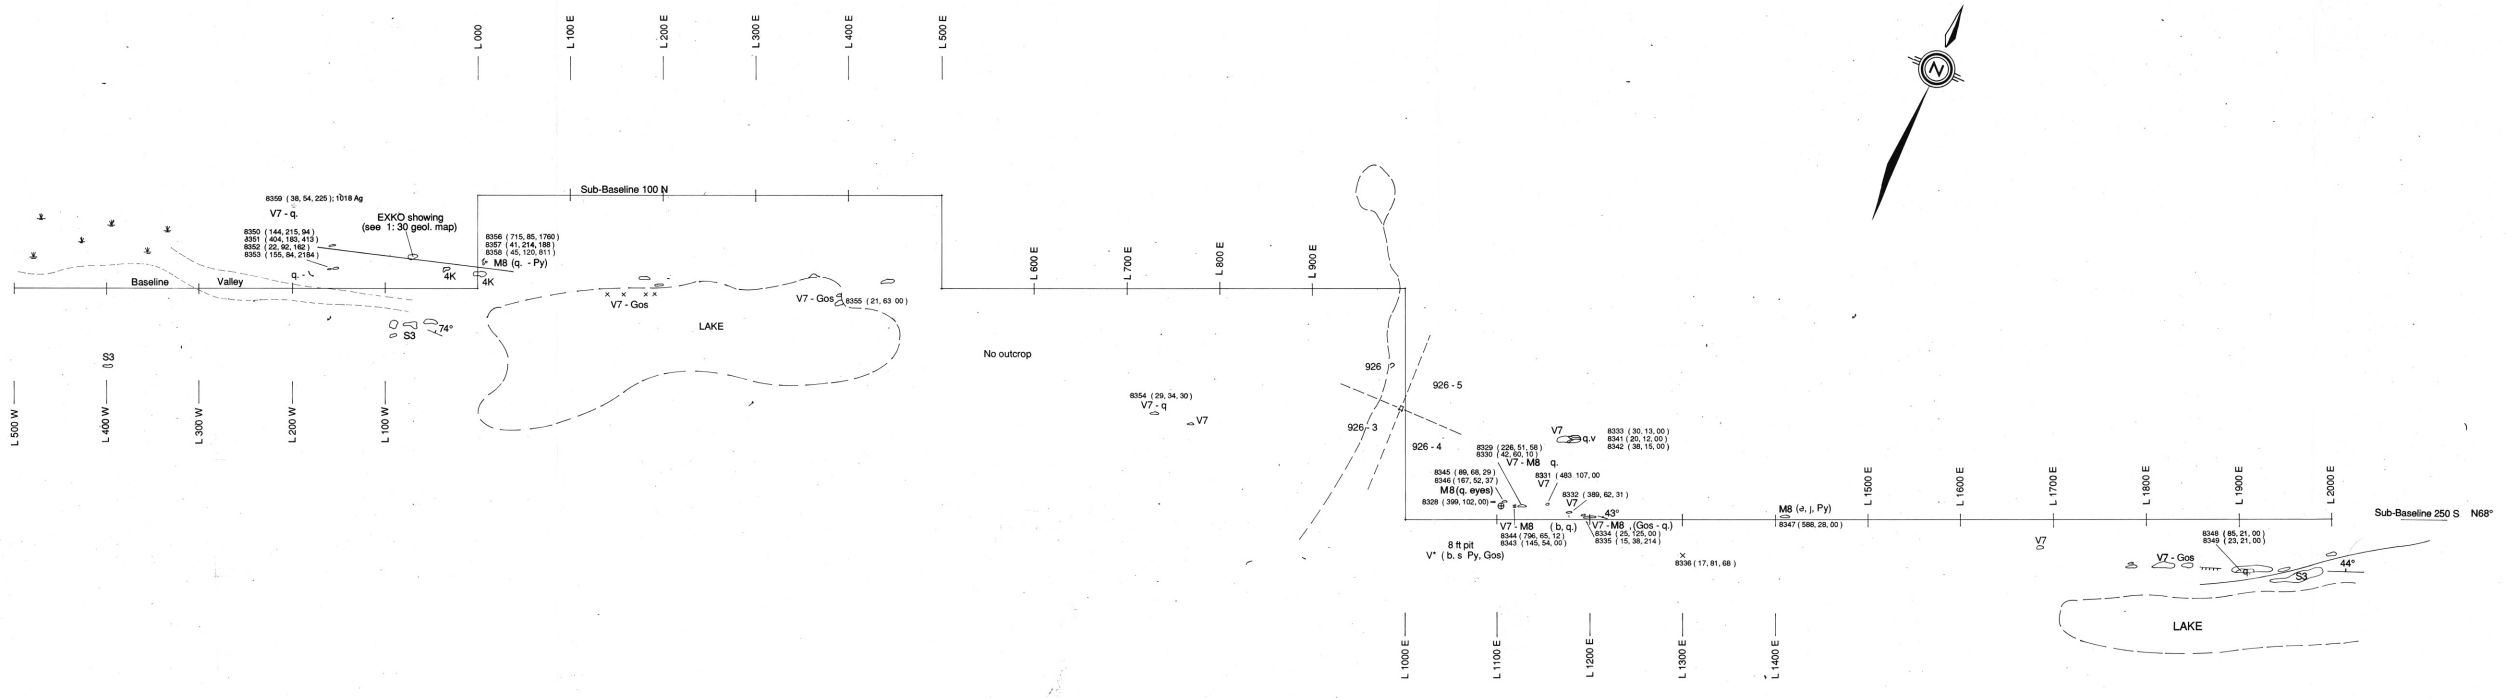 L 000
L 100 E
L 200 E
L 300 E
L 400 E
L 500 E
N
Sub-Baseline 100 N
8359 ( 38, 54, 225 ); 1018 Ag
V7 - q.
EXKO showing
(see 1: 30 geol. map)
8350 ( 144, 215, 94 )
8351 ( 404, 183, 413 )
8352 ( 22, 92, 162 )
8353 ( 155, 84, 2184 )
q. -
8356 ( 715, 85, 1760 )
8357 ( 41, 214, 188 )
8358 ( 45, 120, 811 )
M8 (q. - Py)
4K
4K
Baseline
Valley
V7 - Gos
V7 - Gos
8355 ( 21, 63 00 )
LAKE
S3
74°
S3
L 500 W
L 400 W
L 300 W
L 200 W
L 100 W
L 600 E
L 700 E
L 800 E
L 900 E
No outcrop
8354 ( 29, 34, 30 )
V7 - q
V7
926
926 - 5
926 - 3
926 - 4
V7
q.v
8333 ( 30, 13, 00 )
8341 ( 20, 12, 00 )
8342 ( 38, 15, 00 )
8329 ( 226, 51, 58 )
8330 ( 42, 60, 10 )
V7 - M8 q.
8345 ( 89, 68, 29 )
8346 ( 167, 52, 37 )
M8 (q. eyes)
8328 ( 399, 102, 00 )
8331 ( 483. 107, 00
V7
8332 ( 389, 62, 31 )
V7
43°
V7 - M8 ( b, q.)
8344 ( 796, 65, 12 )
8343 ( 145, 54, 00 )
V7 - M8 , (Gos - q.)
8334 ( 25, 125, 00 )
8335 ( 15, 38, 214 )
8 ft pit
V* ( b. s Py, Gos)
8336 ( 17, 81, 68 )
M8 (a, j, Py)
8347 ( 588, 28, 00 )
L 1500 E
L 1600 E
L 1700 E
L 1800 E
L 1900 E
L 2000 E
Sub-Baseline 250 S N68°
V7
V7 - Gos
8348 ( 85, 21, 00 )
8349 ( 23, 21, 00 )
q.
S3
44°
LAKE
L 1000 E
L 1100 E
L 1200 E
L 1300 E
L 1400 E